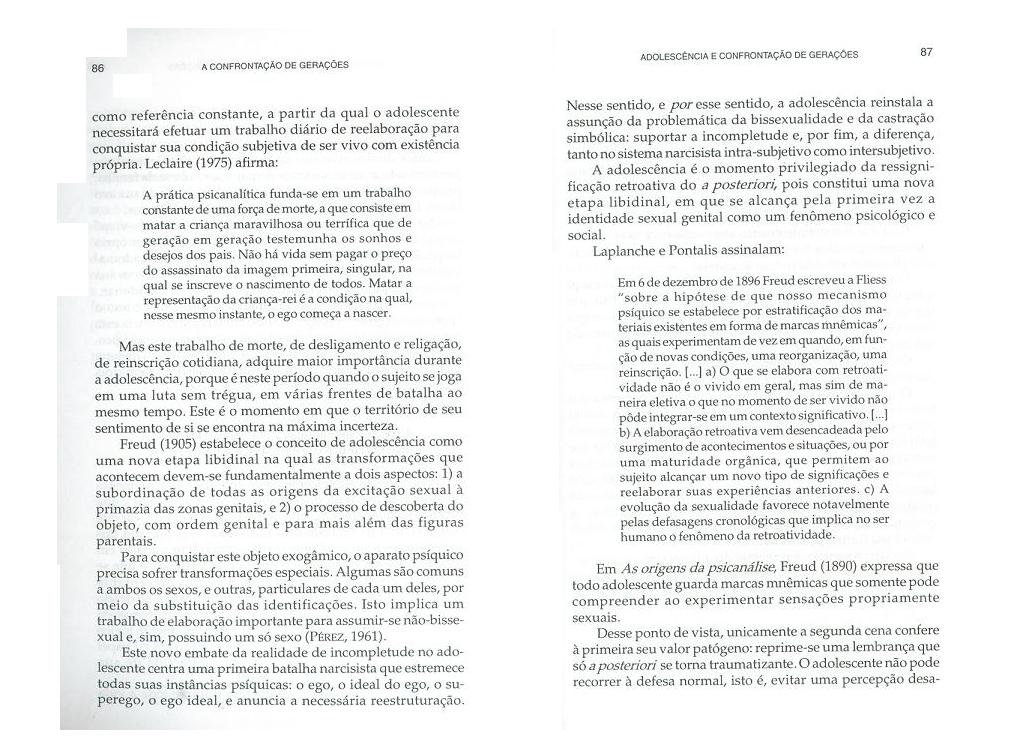 86
A CONFRONTAÇÃO DE GERAÇÕES
como referência constante, a partir da qual o adolescente
necessitará efetuar um trabalho diário de reelaboração para
conquistar sua condição subjetiva de ser vivo com existência
própria. Leclaire (1975) afirma:
A prática psicanalítica funda-se em um trabalho
constante de uma força de morte, a que consiste em
matar a criança maravilhosa ou terrífica que de
geração em geração testemunha os sonhos e
desejos dos pais. Não há vida sem pagar o preço
do assassinato da imagem primeira, singular, na
qual se inscreve o nascimento de todos. Matar a
representação da criança-rei é a condição na qual,
nesse mesmo instante, o ego começa a nascer.
Mas este trabalho de morte, de desligamento e religação,
de reinscrição cotidiana, adquire maior importância durante
a adolescência, porque é neste período quando o sujeito se joga
em uma luta sem trégua, em várias frentes de batalha ao
mesmo tempo. Este é o momento em que o território de seu
sentimento de si se encontra na máxima incerteza.
Freud (1905) estabelece o conceito de adolescência como
uma nova etapa libidinal na qual as transformações que
acontecem devem-se fundamentalmente a dois aspectos: 1) a
subordinação de todas as origens da excitação sexual à
primazia das zonas genitais, e 2) o processo de descoberta do
objeto, com ordem genital e para mais além das figuras
parentais.
Para conquistar este objeto exogâmico, o aparato psíquico
precisa sofrer transformações especiais. Algumas são comuns
a ambos os sexos, e outras, particulares de cada um deles, por
meio da substituição das identificações. Isto implica um
trabalho de elaboração importante para assumir-se não-bisse-
xual e, sim, possuindo um só sexo (PÉREZ, 1961).
Este novo embate da realidade de incompletude no ado-
lescente centra uma primeira batalha narcisista que estremece
todas suas instâncias psíquicas: o ego, o ideal do ego, o su-
perego, o ego ideal, e anuncia a necessária reestruturação.
ADOLESCÊNCIA E CONFRONTAÇÃO DE GERAÇÕES
87
Nesse sentido, e por esse sentido, a adolescência reinstala a
assunção da problemática da bissexualidade e da castração
simbólica: suportar a incompletude e, por fim, a diferença,
tanto no sistema narcisista intra-subjetivo como intersubjetivo.
A adolescência é o momento privilegiado da ressigni-
ficação retroativa do a posteriori, pois constitui uma nova
etapa libidinal, em que se alcança pela primeira vez a
identidade sexual genital como um fenômeno psicológico e
social.
Laplanche e Pontalis assinalam:
Em 6 de dezembro de 1896 Freud escreveu a Fliess
"sobre a hipótese de que nosso mecanismo
psíquico se estabelece por estratificação dos ma-
teriais existentes em forma de marcas mnêmicas",
as quais experimentam de vez em quando, em fun-
ção de novas condições, uma reorganização, uma
reinscrição. [...] a) O que se elabora com retroati-
vidade não é o vivido em geral, mas sim de ma-
neira eletiva o que no momento de ser vivido não
pôde integrar-se em um contexto significativo. [...]
b) A elaboração retroativa vem desencadeada pelo
surgimento de acontecimentos e situações, ou por
uma maturidade orgânica, que permitem ao
sujeito alcançar um novo tipo de significações e
reelaborar suas experiências anteriores. c) A
evolução da sexualidade favorece notavelmente
pelas defasagens cronológicas que implica no ser
humano o fenômeno da retroatividade.
Em As origens da psicanálise, Freud (1890) expressa que
todo adolescente guarda marcas mnêmicas que somente pode
compreender ao experimentar sensações propriamente
sexuais.
Desse ponto de vista, unicamente a segunda cena confere
à primeira seu valor patógeno: reprime-se uma lembrança que
só a posteriori se torna traumatizante. O adolescente não pode
recorrer à defesa normal, isto é, evitar uma percepção desa-